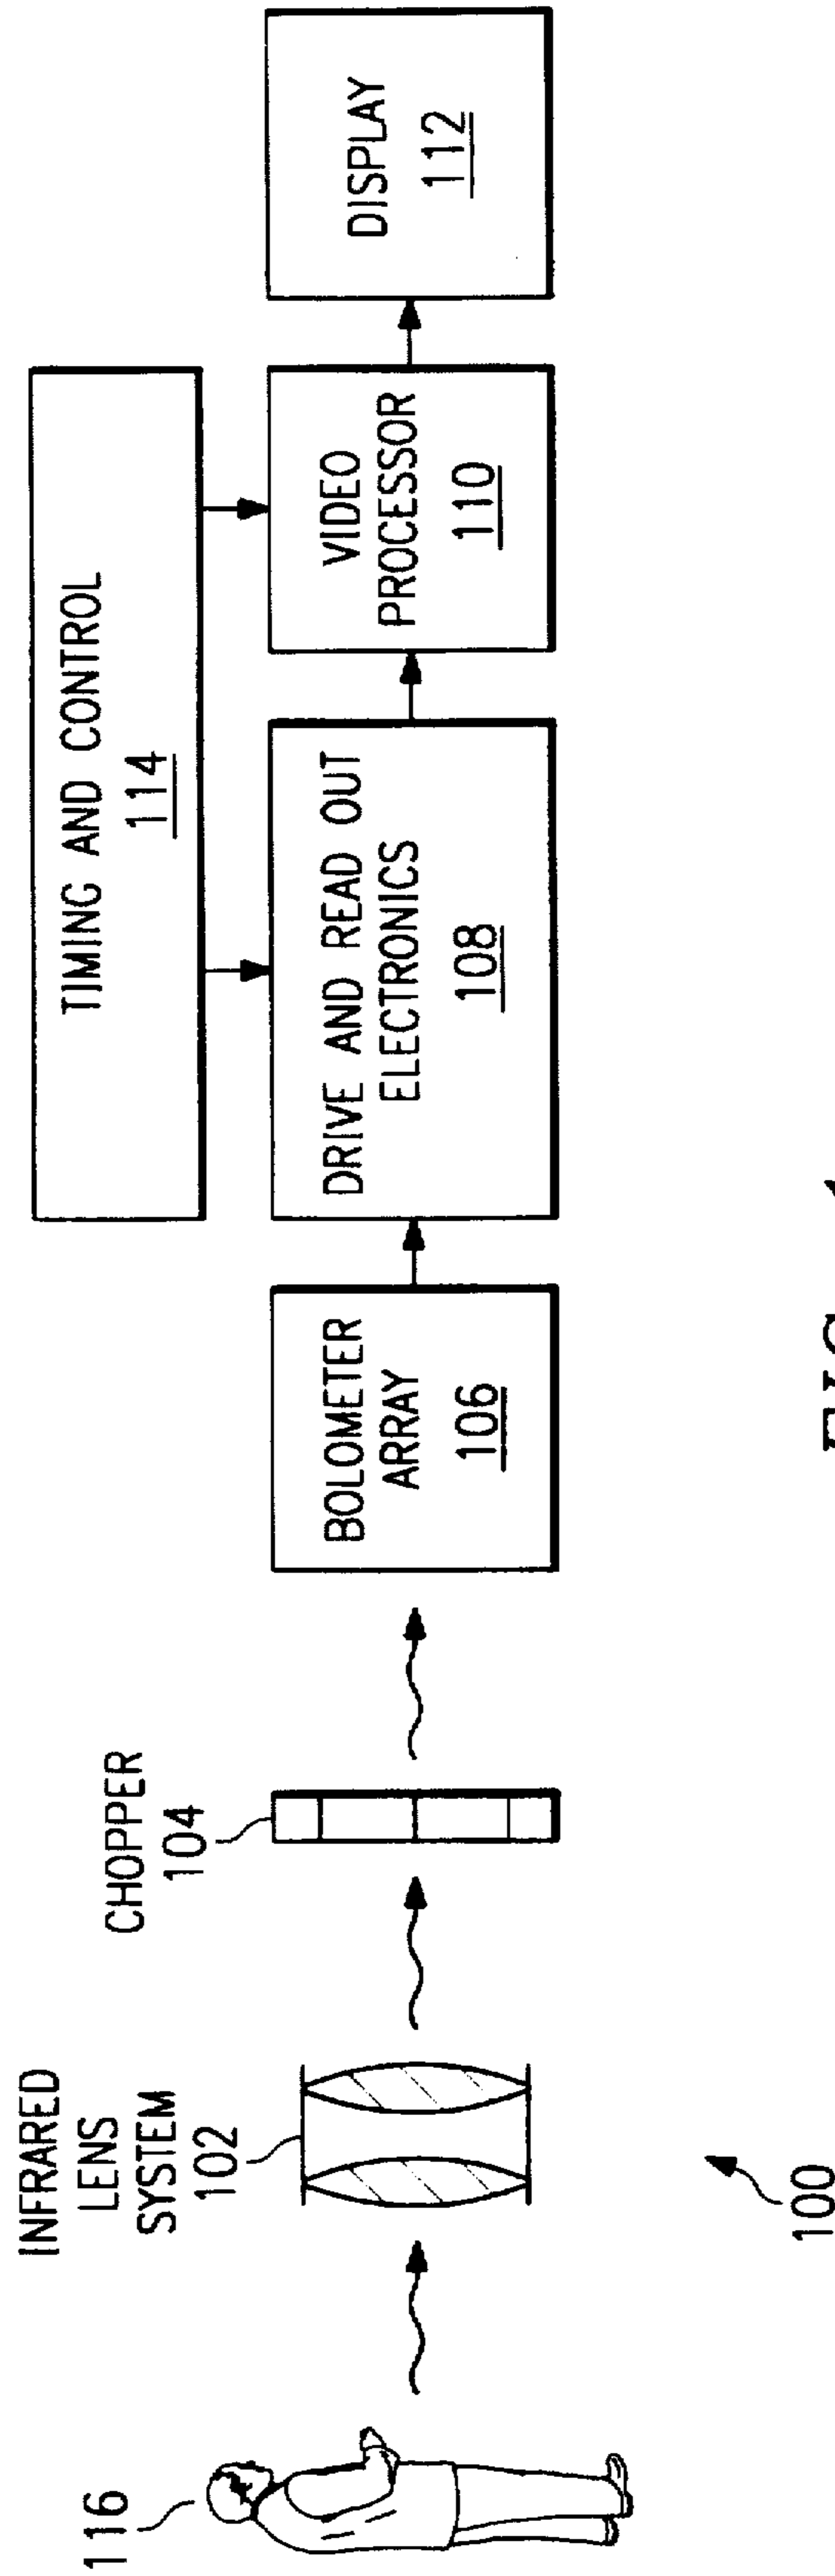 116
INFRARED
LENS
SYSTEM
102
CHOPPER
104
BOLOMETER
ARRAY
106
TIMING AND CONTROL
114
DRIVE AND READ OUT
ELECTRONICS
108
VIDEO
PROCESSOR
110
DISPLAY
112
100